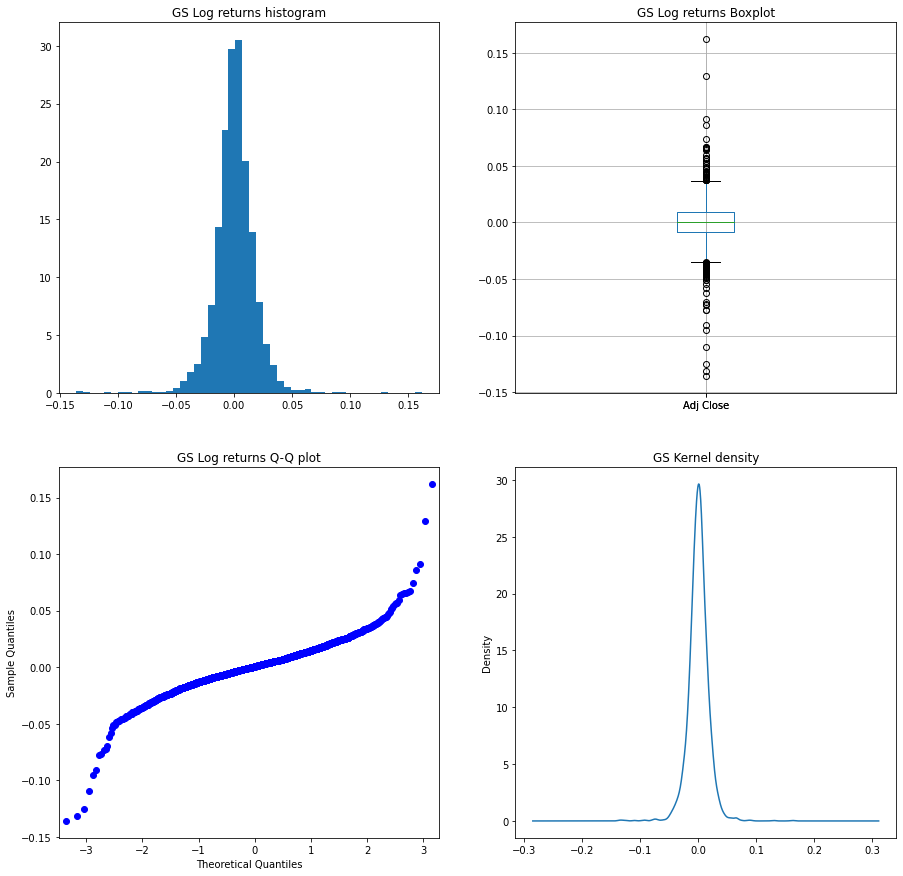 GS Log returns histogram
30
25
20
15
10
5
0
−0.15 −0.10 −0.05 0.00 0.05 0.10 0.15
GS Log returns Boxplot
0.15
0.10
0.05
0.00
−0.05
−0.10
−0.15
Adj Close
GS Log returns Q-Q plot
Sample Quantiles
0.15
0.10
0.05
0.00
−0.05
−0.10
−0.15
−3 −2 −1 0 1 2 3
Theoretical Quantiles
GS Kernel density
Density
30
25
20
15
10
5
0
−0.3 −0.2 −0.1 0.0 0.1 0.2 0.3